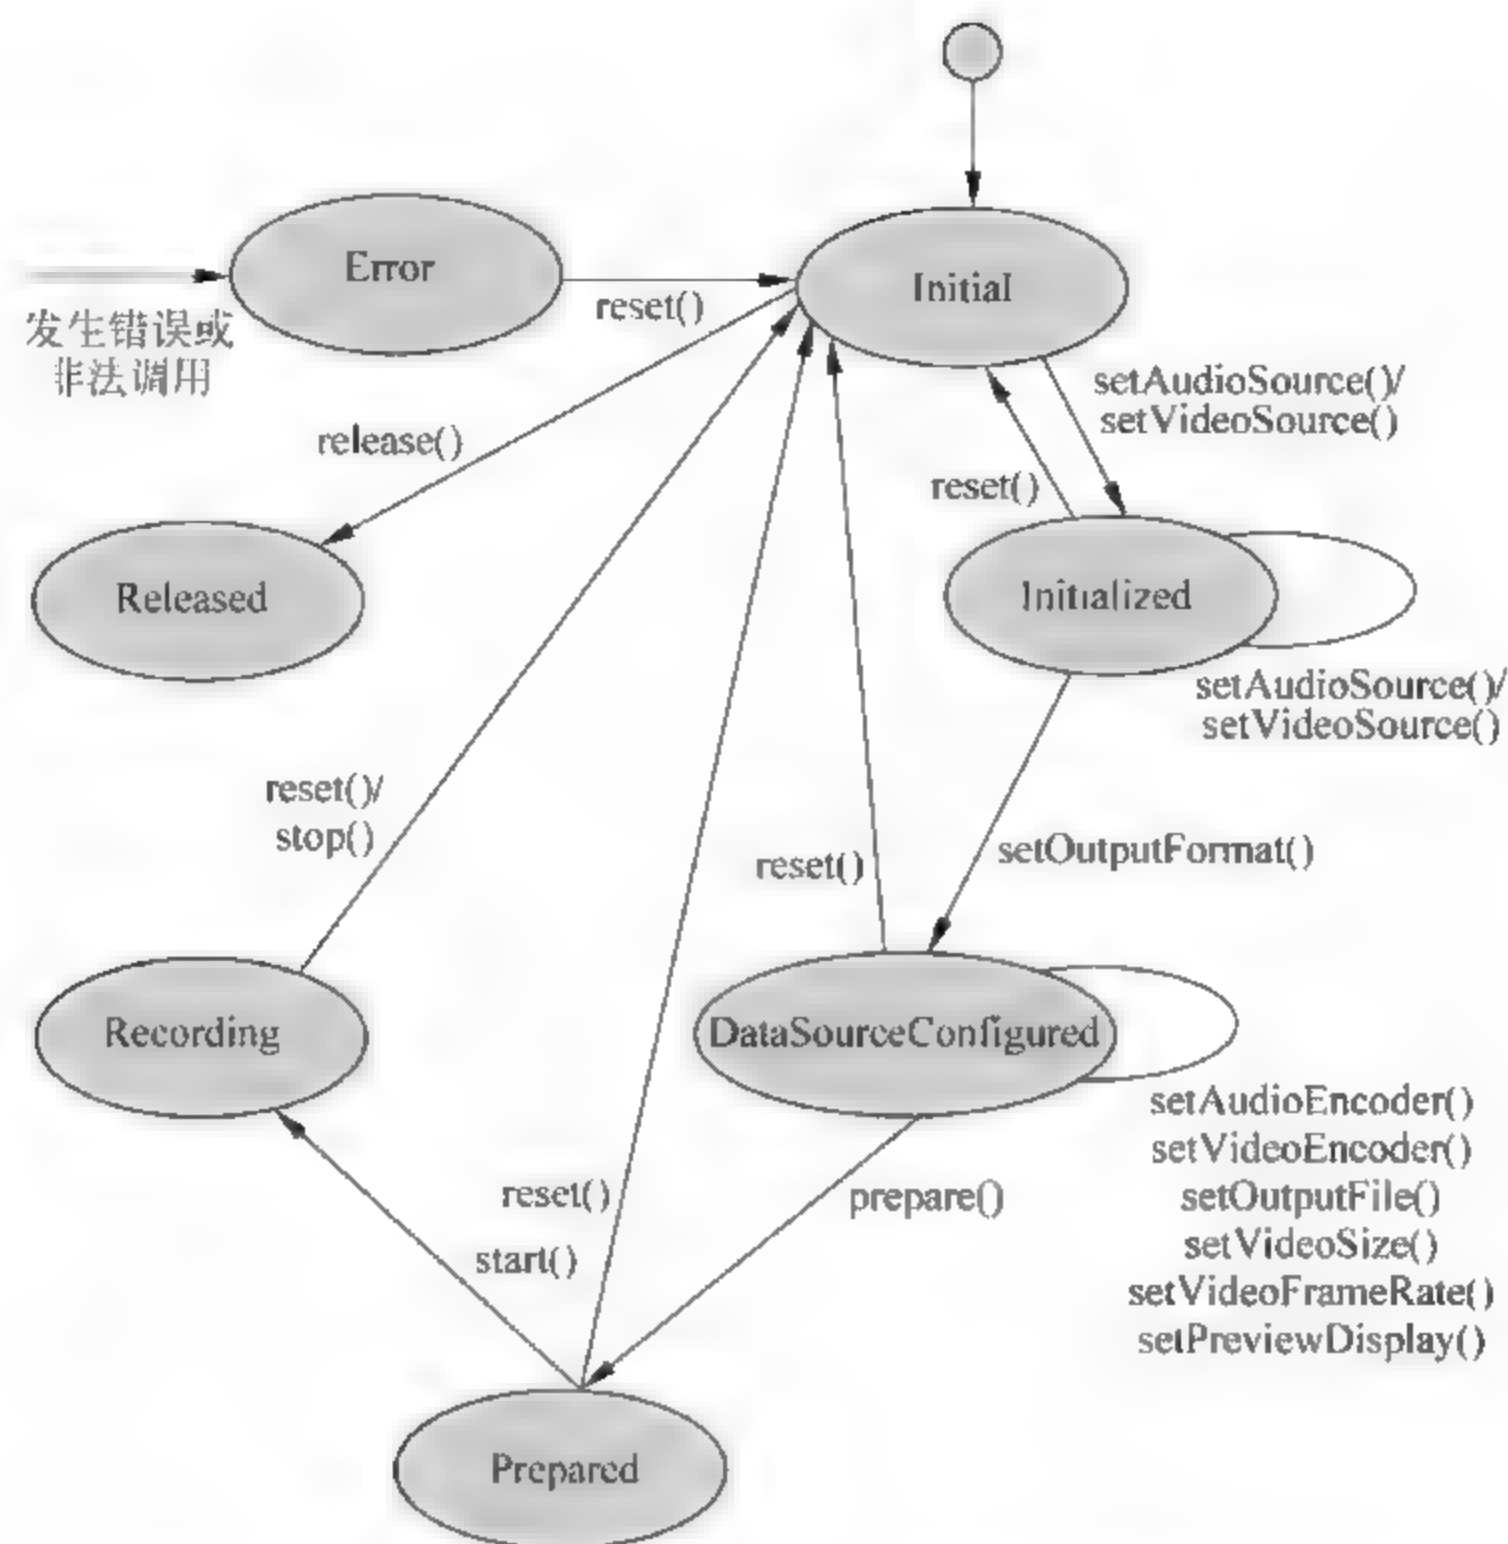 Error
Initial
reset()
发生错误或
非法调用
setAudioSource()/
setVideoSource()
release()
reset()
Released
Initialized
setAudioSource()/
setVideoSource()
reset()/
stop()
setOutputFormat()
reset()
Recording
DataSourceConfigured
setAudioEncoder()
setVideoEncoder()
setOutputFile()
setVideoSize()
setVideoFrameRate()
setPreviewDisplay()
reset()
prepare()
start()
Prepared